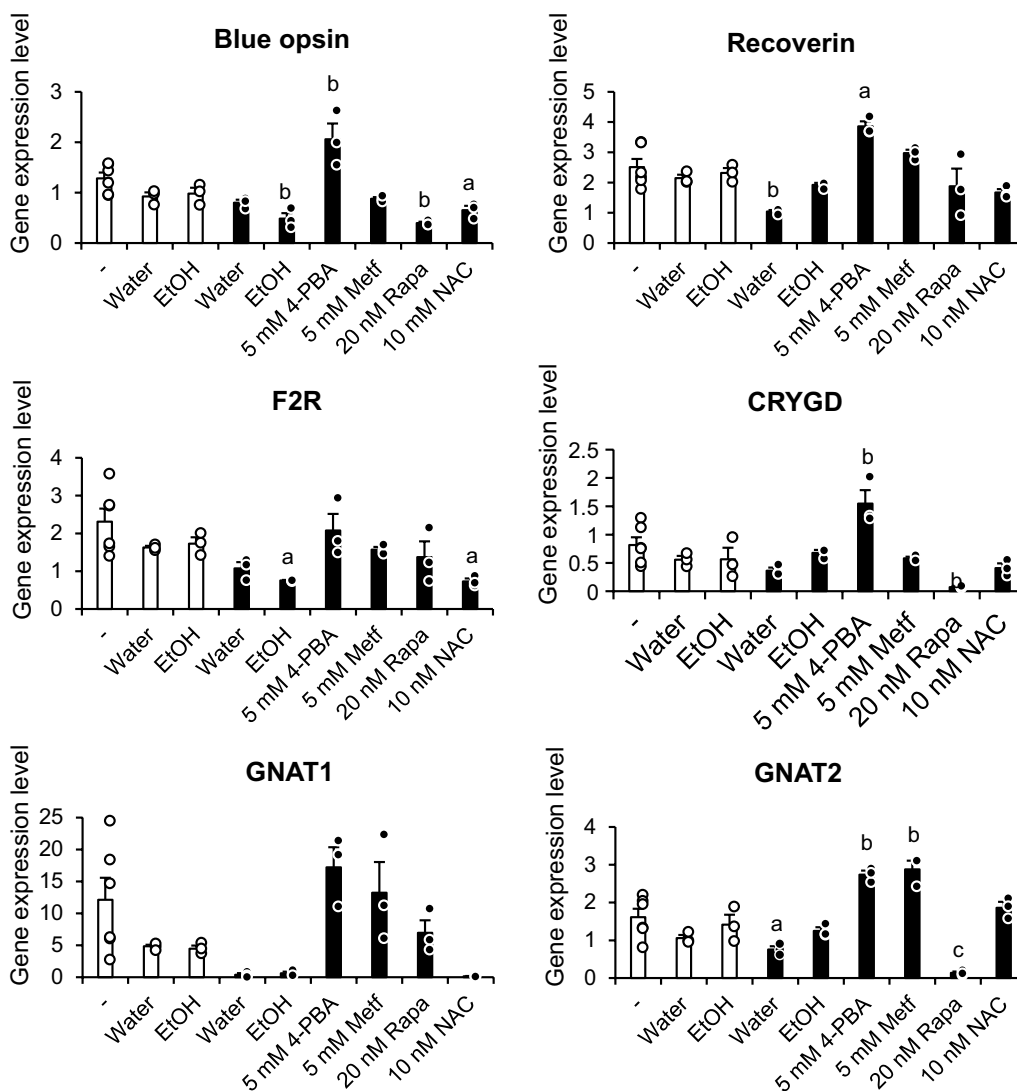 Blue opsin
Gene expression level
3
2
1
0
b
b
b
a
-
Water
EtOH
Water
EtOH
5 mM 4-PBA
5 mM Metf
20 nM Rapa
10 mM NAC
Recoverin
Gene expression level
5
4
3
2
1
0
b
a
-
Water
EtOH
Water
EtOH
5 mM 4-PBA
5 mM Metf
20 nM Rapa
10 nM NAC
F2R
Gene expression level
4
3
2
1
0
a
a
-
Water
EtOH
Water
EtOH
5 mM 4-PBA
5 mM Metf
20 nM Rapa
10 nM NAC
CRYGD
Gene expression level
2.5
2
1.5
1
0.5
0
b
b
-
Water
EtOH
Water
EtOH
5 mM 4-PBA
5 mM Metf
20 nM Rapa
10 nM NAC
GNAT1
Gene expression level
25
20
15
10
5
0
-
Water
EtOH
Water
EtOH
5 mM 4-PBA
5 mM Metf
20 nM Rapa
10 nM NAC
GNAT2
Gene expression level
4
3
2
1
0
a
b
b
c
-
Water
EtOH
Water
EtOH
5 mM 4-PBA
5 mM Metf
20 nM Rapa
10 nM NAC